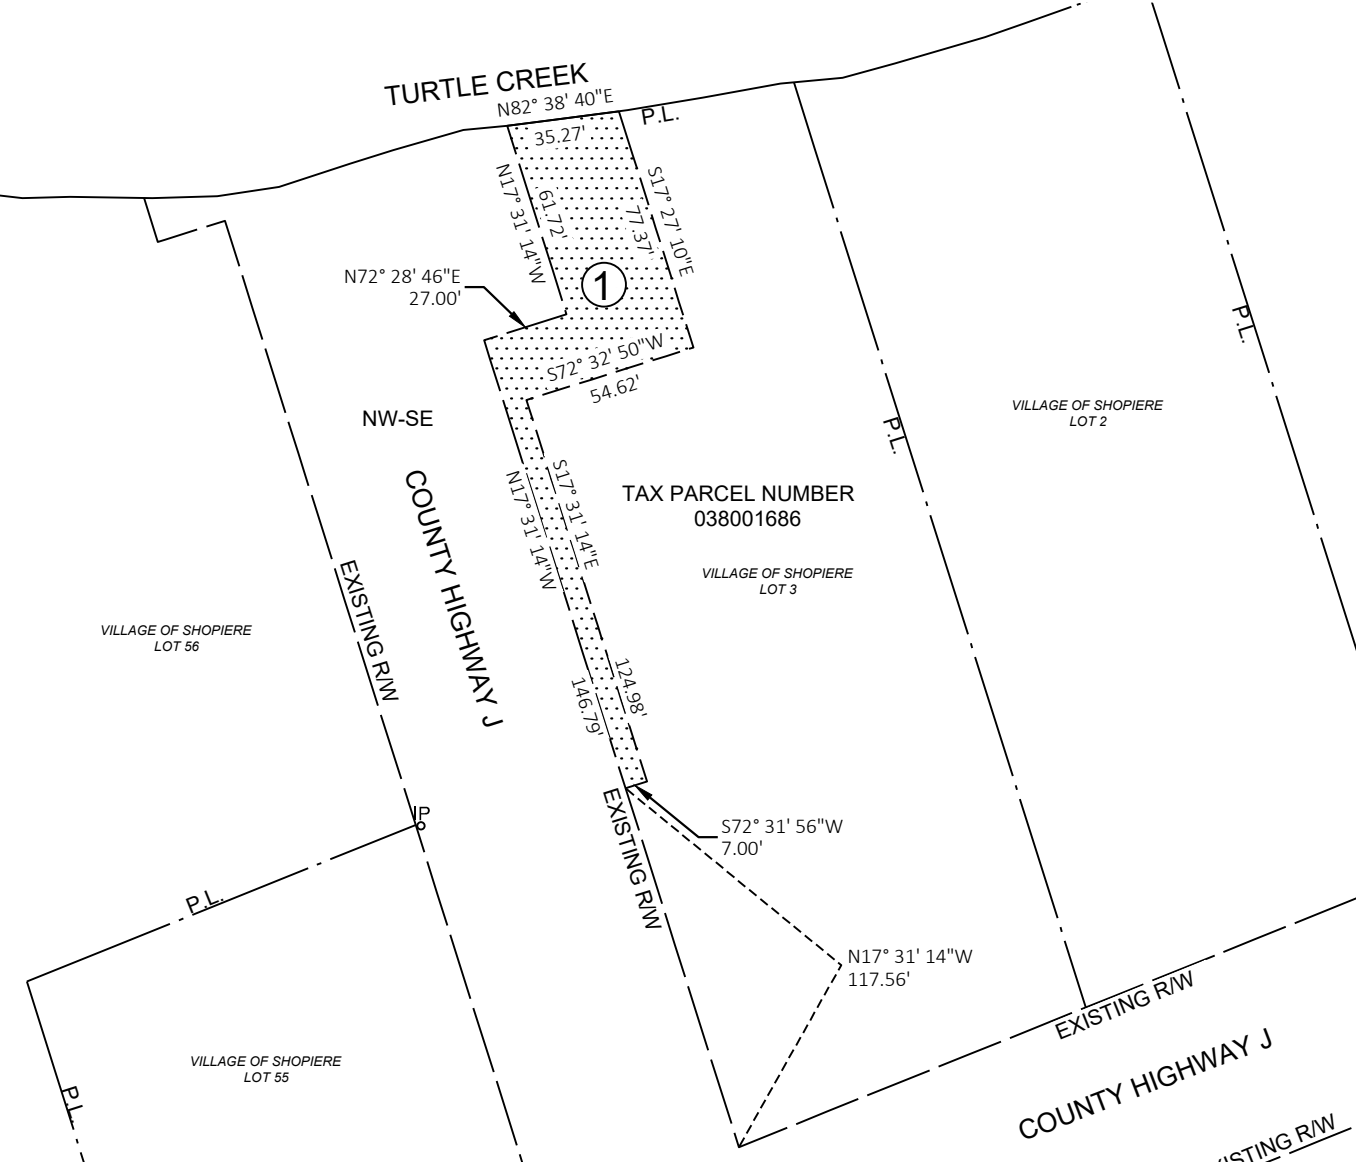 TURTLE CREEK
N82° 38' 40"E
35.27'
P.L.
N17° 31' 14"W
61.72'
S17° 27' 10"E
77.37'
1
N72° 28' 46"E
27.00'
S72° 32' 50"W
54.62'
P.L.
NW-SE
VILLAGE OF SHOPIERE
LOT 2
P.L.
COUNTY HIGHWAY J
N17° 31' 14"W
S17° 31' 14"E
TAX PARCEL NUMBER
038001686
VILLAGE OF SHOPIERE
LOT 3
EXISTING R/W
VILLAGE OF SHOPIERE
LOT 56
146.79'
124.98'
IP
EXISTING R/W
S72° 31' 56"W
7.00'
P.L.
N17° 31' 14"W
117.56'
EXISTING R/W
VILLAGE OF SHOPIERE
LOT 55
P.L.
COUNTY HIGHWAY J